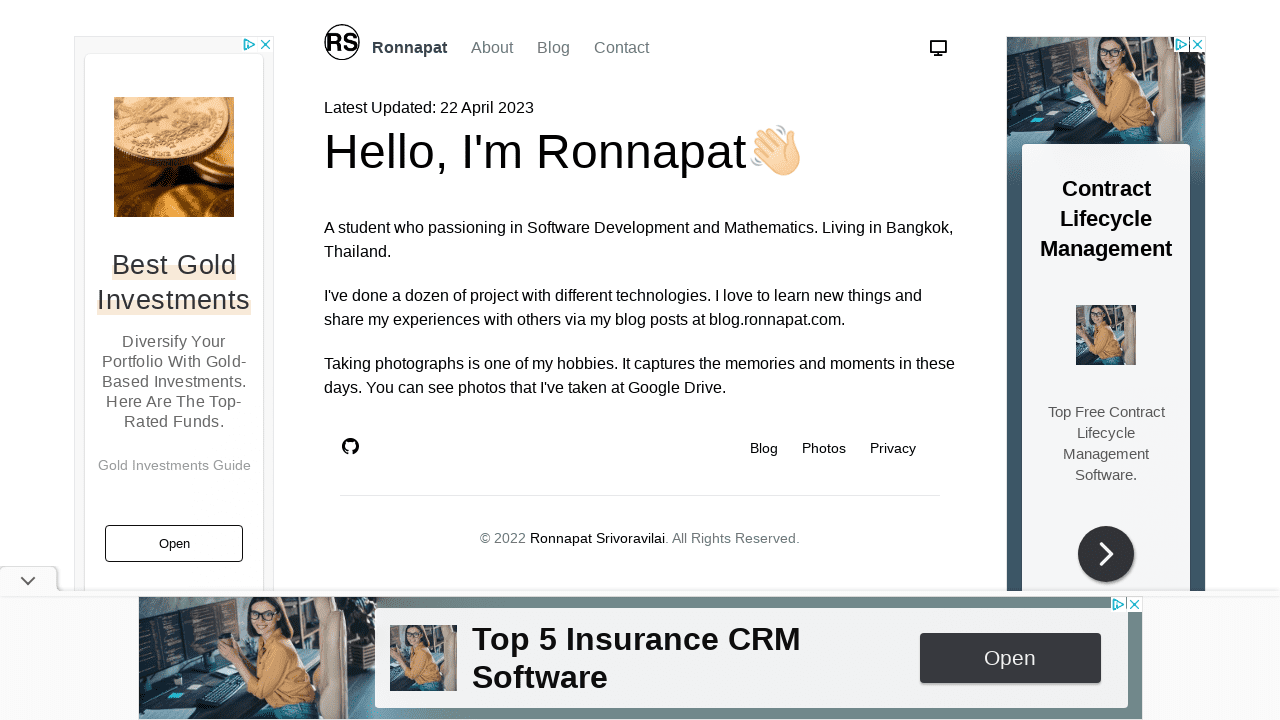 RS
Ronnapat
About
Blog
Contact
Latest Updated: 22 April 2023
Hello, I'm Ronnapat👋🏻
A student who passioning in Software Development and Mathematics. Living in Bangkok,
Thailand.
I've done a dozen of project with different technologies. I love to learn new things and
share my experiences with others via my blog posts at blog.ronnapat.com.
Taking photographs is one of my hobbies. It captures the memories and moments in these
days. You can see photos that I've taken at Google Drive.
Blog
Photos
Privacy
© 2022 Ronnapat Srivoravilai. All Rights Reserved.
Best Gold
Investments
Diversify Your
Portfolio With Gold-
Based Investments.
Here Are The Top-
Rated Funds.
Gold Investments Guide
Open
Contract
Lifecycle
Management
Top Free Contract
Lifecycle
Management
Software.
Top 5 Insurance CRM
Software
Open